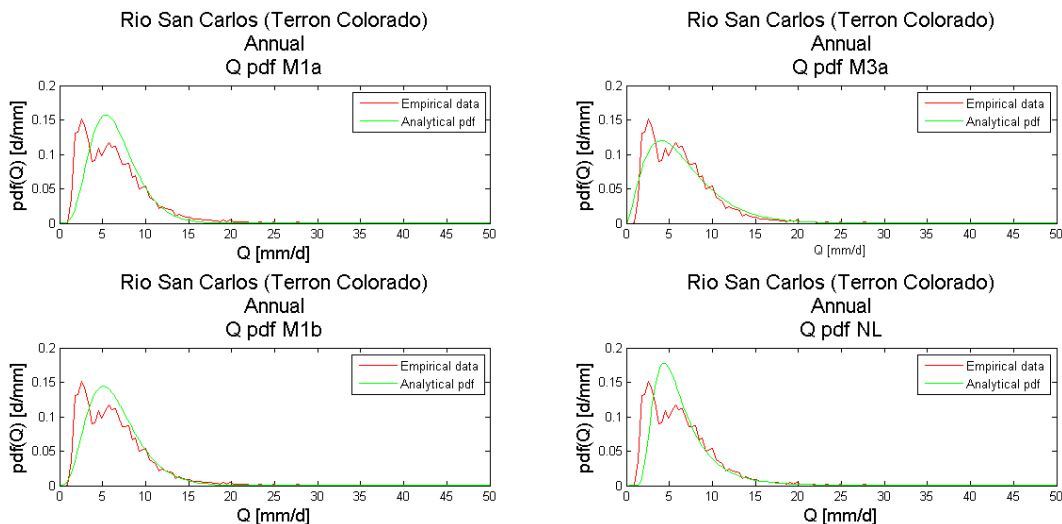 Rio San Carlos (Terron Colorado)
Annual
Q pdf M1a
pdf(Q) [d/mm]
0.2
0.15
0.1
0.05
0
Empirical data
Analytical pdf
0 5 10 15 20 25 30 35 40 45 50
Q [mm/d]
Rio San Carlos (Terron Colorado)
Annual
Q pdf M3a
pdf(Q) [d/mm]
0.2
0.15
0.1
0.05
0
Empirical data
Analytical pdf
0 5 10 15 20 25 30 35 40 45 50
Q [mm/d]
Rio San Carlos (Terron Colorado)
Annual
Q pdf M1b
pdf(Q) [d/mm]
0.2
0.15
0.1
0.05
0
Empirical data
Analytical pdf
0 5 10 15 20 25 30 35 40 45 50
Q [mm/d]
Rio San Carlos (Terron Colorado)
Annual
Q pdf NL
pdf(Q) [d/mm]
0.2
0.15
0.1
0.05
0
Empirical data
Analytical pdf
0 5 10 15 20 25 30 35 40 45 50
Q [mm/d]